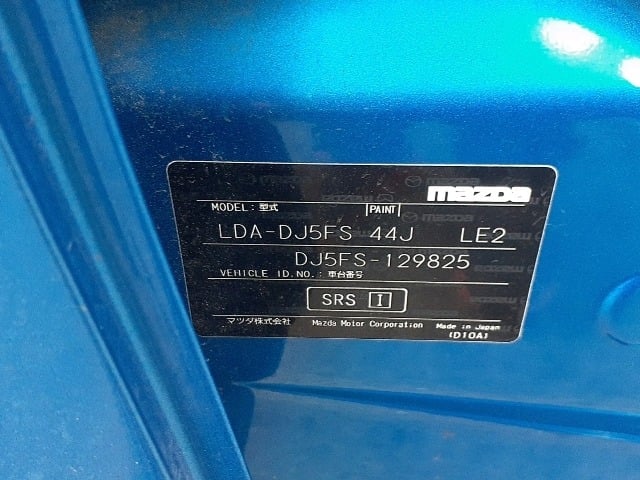 mazda
MODEL: 型式 PAINT
LDA-DJ5FS 44J LE2
DJ5FS-129825
VEHICLE ID.NO.: 車台番号
SRS I
マツダ株式会社 Mazda Motor Corporation Made in Japan
(D10A)